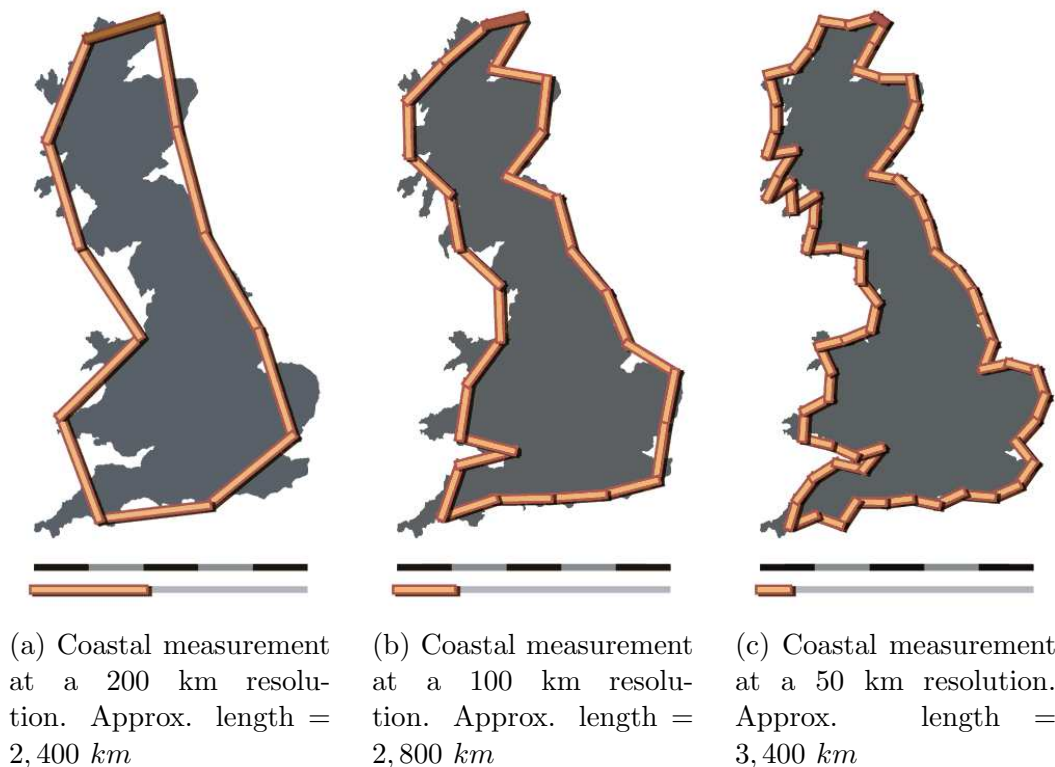 (a) Coastal measurement
at a 200 km resolu-
tion. Approx. length =
2, 400 km
(b) Coastal measurement
at a 100 km resolu-
tion. Approx. length =
2, 800 km
(c) Coastal measurement
at a 50 km resolution.
Approx. length =
3, 400 km